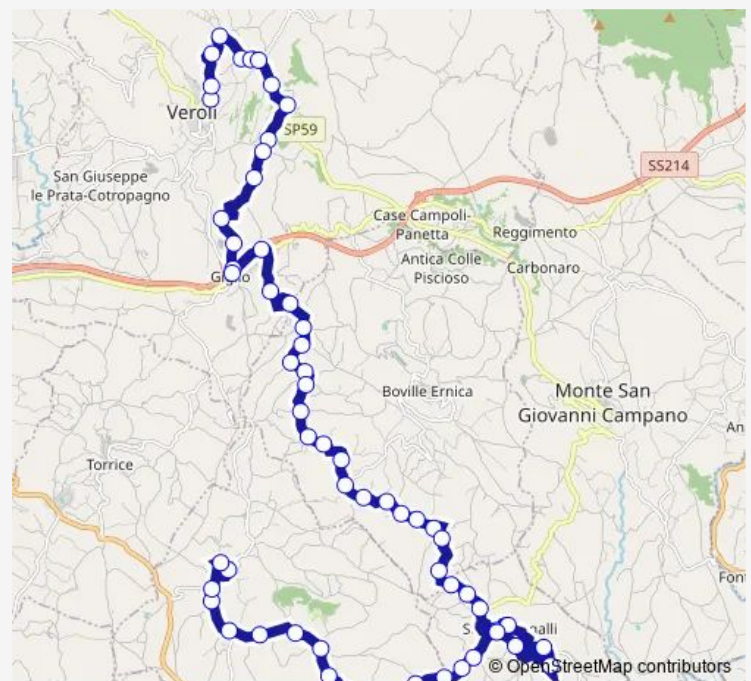 Veroli
SP59
SS214
San Giuseppe
le Prata-Cotropagno
Case Campoli-
Panetta
Reggimento
Antica Colle
Piscioso
Carbonaro
Boville Ernica
Monte San
Giovanni Campano
Torrice
© OpenStreetMap contributors